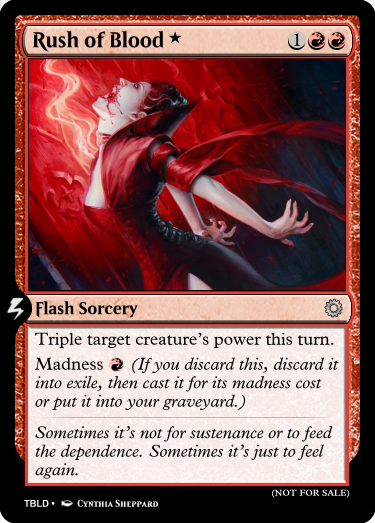 Rush of Blood ★ 1
Flash Sorcery
Triple target creature's power this turn.
Madness (If you discard this, discard it
into exile, then cast it for its madness cost
or put it into your graveyard.)
Sometimes it's not for sustenance or to feed
the dependence. Sometimes it's just to feel
again.
(NOT FOR SALE)
TBLD • Cynthia Sheppard